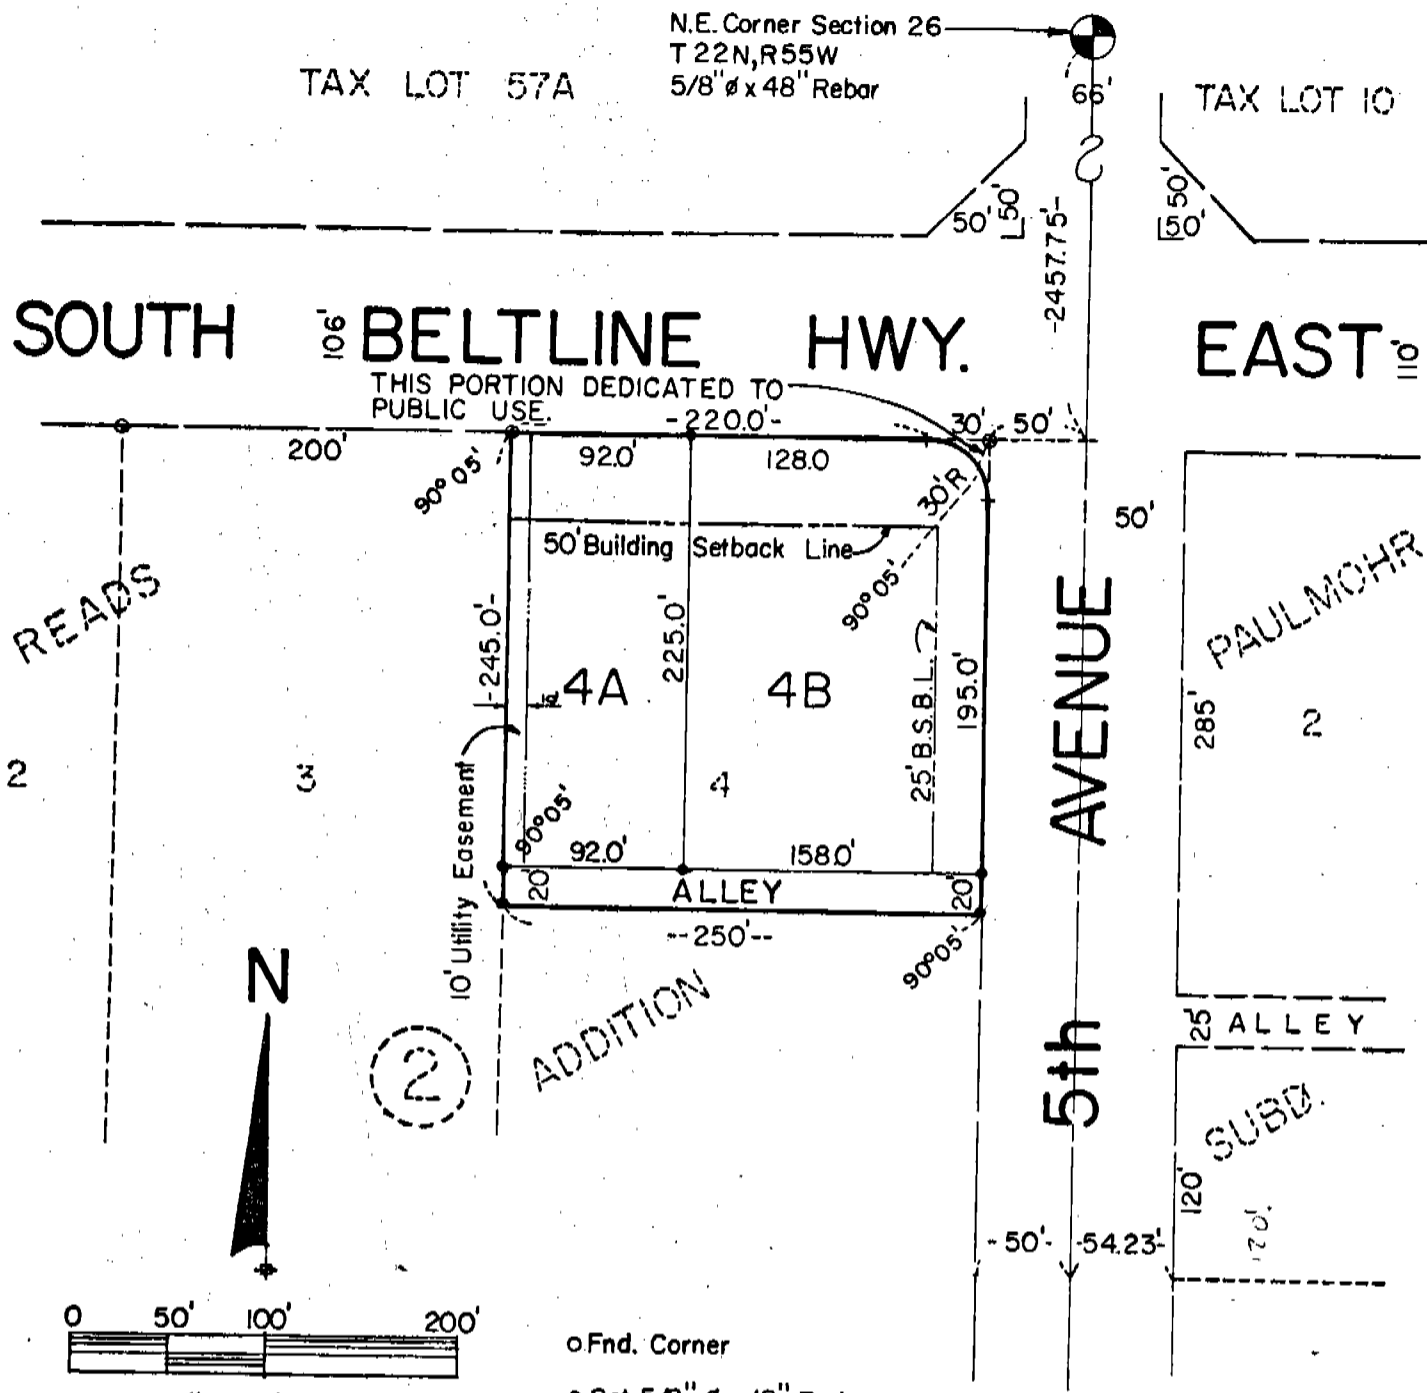 N.E. Corner Section 26
T 22N, R55W
5/8"ø x 48" Rebar
TAX LOT 57A
66'
TAX LOT 10
50'
50'
50'
50'
-2457.75'-
SOUTH
106'
BELTLINE HWY.
EAST
110'
THIS PORTION DEDICATED TO
PUBLIC USE.
-220.0'-
30'
50'
200'
92.0'
128.0
90° 05'
30'R
50'
50' Building Setback Line
90° 05'
READS
PAULMOHR
-245.0'-
225.0'
25' B.S.B.L.
195.0'
AVENUE
4A
4B
285'
2
2
3
4
10' Utility Easement
90° 05'
92.0'
158.0'
20'
ALLEY
20'
--250'--
90° 05'
N
2
ADDITION
5th
25
ALLEY
SUBD.
120'
120'.
-50'-
-54.23'-
0 50' 100' 200'
o Fnd. Corner